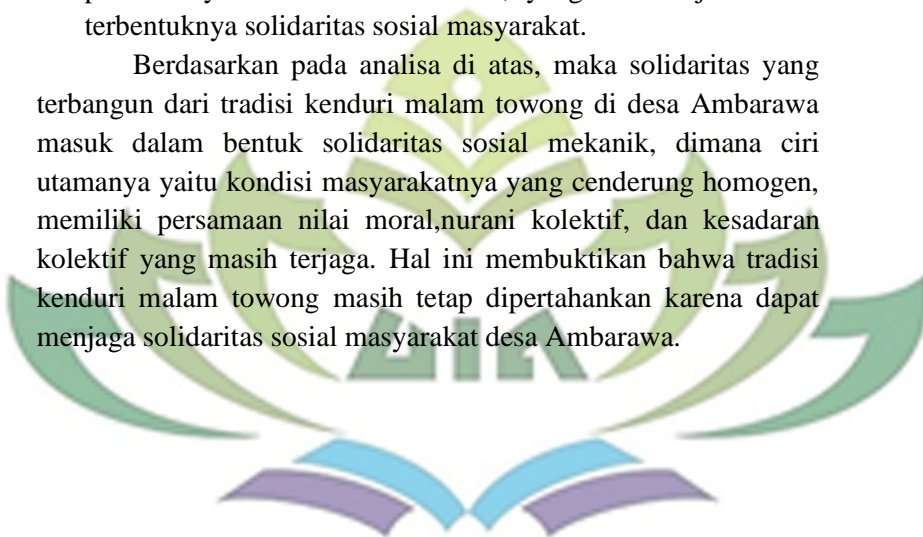 terbentuknya solidaritas sosial masyarakat.
Berdasarkan pada analisa di atas, maka solidaritas yang
terbangun dari tradisi kenduri malam towong di desa Ambarawa
masuk dalam bentuk solidaritas sosial mekanik, dimana ciri
utamanya yaitu kondisi masyarakatnya yang cenderung homogen,
memiliki persamaan nilai moral,nurani kolektif, dan kesadaran
kolektif yang masih terjaga. Hal ini membuktikan bahwa tradisi
kenduri malam towong masih tetap dipertahankan karena dapat
menjaga solidaritas sosial masyarakat desa Ambarawa.